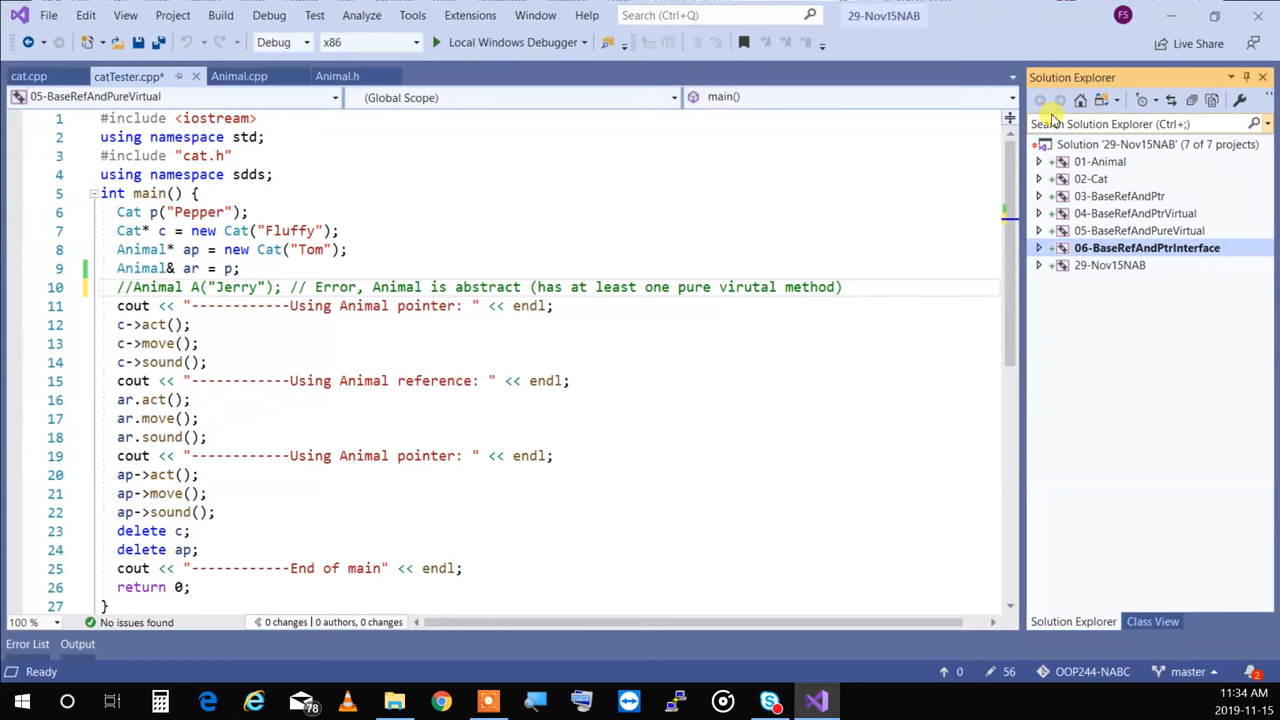 File Edit View Project Build Debug Test Analyze Tools Extensions Window Help Search (Ctrl+Q) 29-Nov15NAB FS
Debug x86 Local Windows Debugger Live Share
cat.cpp catTester.cpp* Animal.cpp Animal.h
05-BaseRefAndPureVirtual (Global Scope) main()
1 #include <iostream>
2 using namespace std;
3 #include "cat.h"
4 using namespace sdds;
5 int main() {
6 Cat p("Pepper");
7 Cat* c = new Cat("Fluffy");
8 Animal* ap = new Cat("Tom");
9 Animal& ar = p;
10 //Animal A("Jerry"); // Error, Animal is abstract (has at least one pure virutal method)
11 cout << "------------Using Animal pointer: " << endl;
12 c->act();
13 c->move();
14 c->sound();
15 cout << "------------Using Animal reference: " << endl;
16 ar.act();
17 ar.move();
18 ar.sound();
19 cout << "------------Using Animal pointer: " << endl;
20 ap->act();
21 ap->move();
22 ap->sound();
23 delete c;
24 delete ap;
25 cout << "------------End of main" << endl;
26 return 0;
27 }
100 % No issues found 0 changes | 0 authors, 0 changes
Solution Explorer
Search Solution Explorer (Ctrl+;)
Solution '29-Nov15NAB' (7 of 7 projects)
01-Animal
02-Cat
03-BaseRefAndPtr
04-BaseRefAndPtrVirtual
05-BaseRefAndPureVirtual
06-BaseRefAndPtrInterface
29-Nov15NAB
Solution Explorer Class View
Error List Output
Ready 0 56 OOP244-NABC master 2
78
11:34 AM
2019-11-15